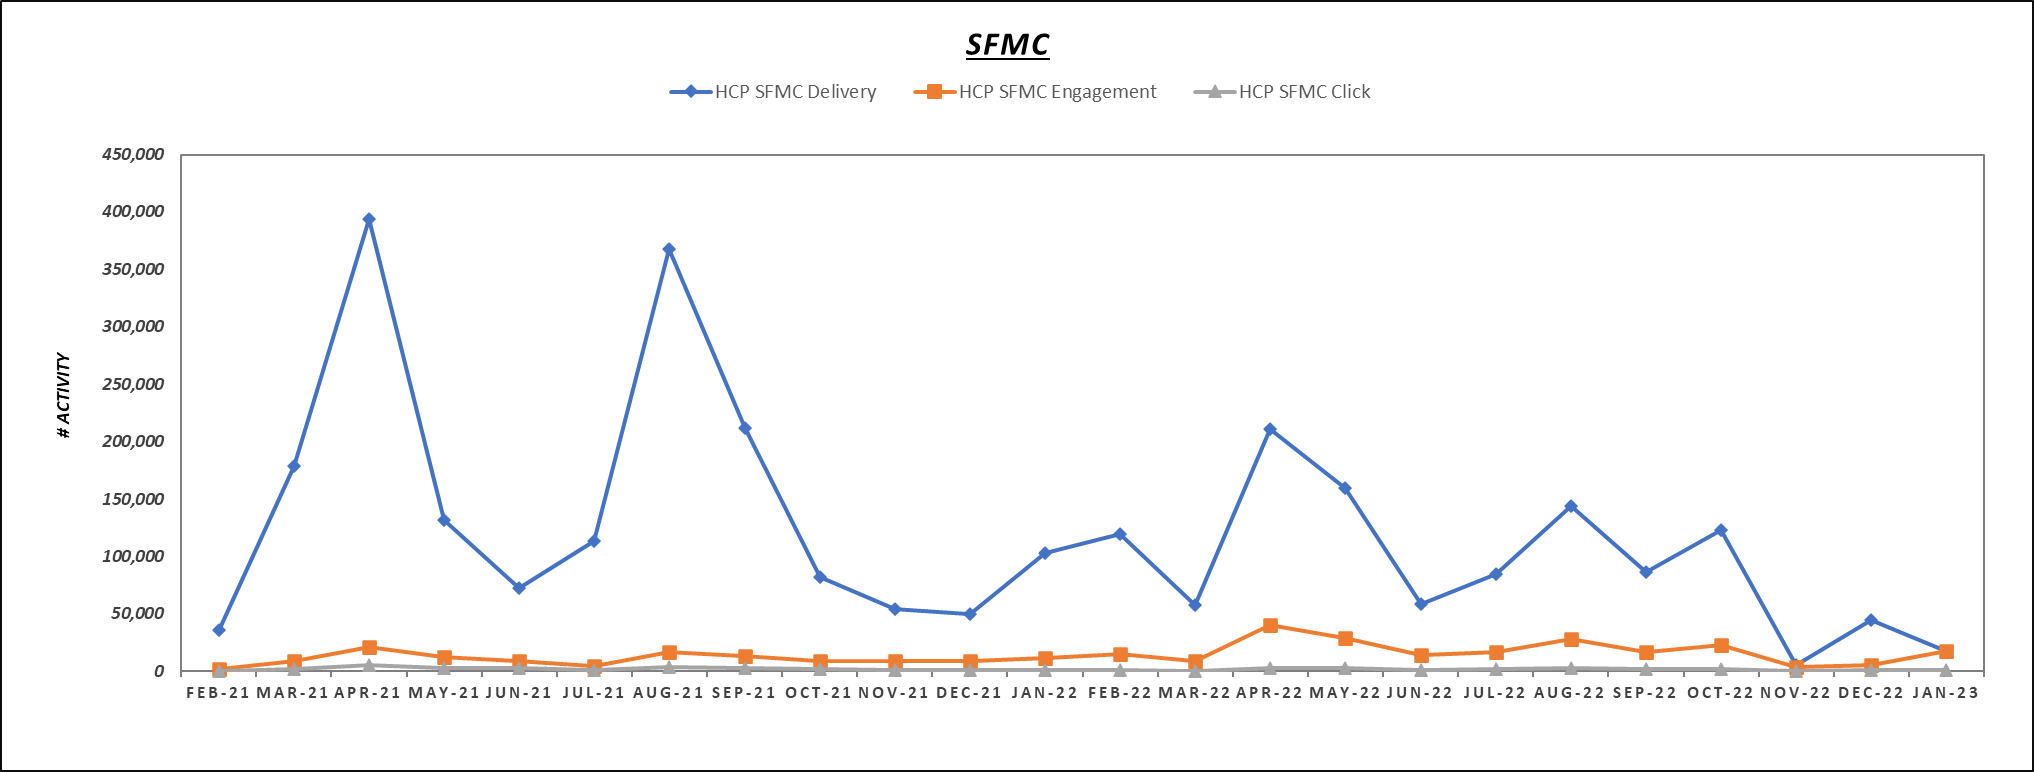 SFMC
HCP SFMC Delivery HCP SFMC Engagement HCP SFMC Click
# ACTIVITY
450,000
400,000
350,000
300,000
250,000
200,000
150,000
100,000
50,000
0
FEB-21 MAR-21 APR-21 MAY-21 JUN-21 JUL-21 AUG-21 SEP-21 OCT-21 NOV-21 DEC-21 JAN-22 FEB-22 MAR-22 APR-22 MAY-22 JUN-22 JUL-22 AUG-22 SEP-22 OCT-22 NOV-22 DEC-22 JAN-23